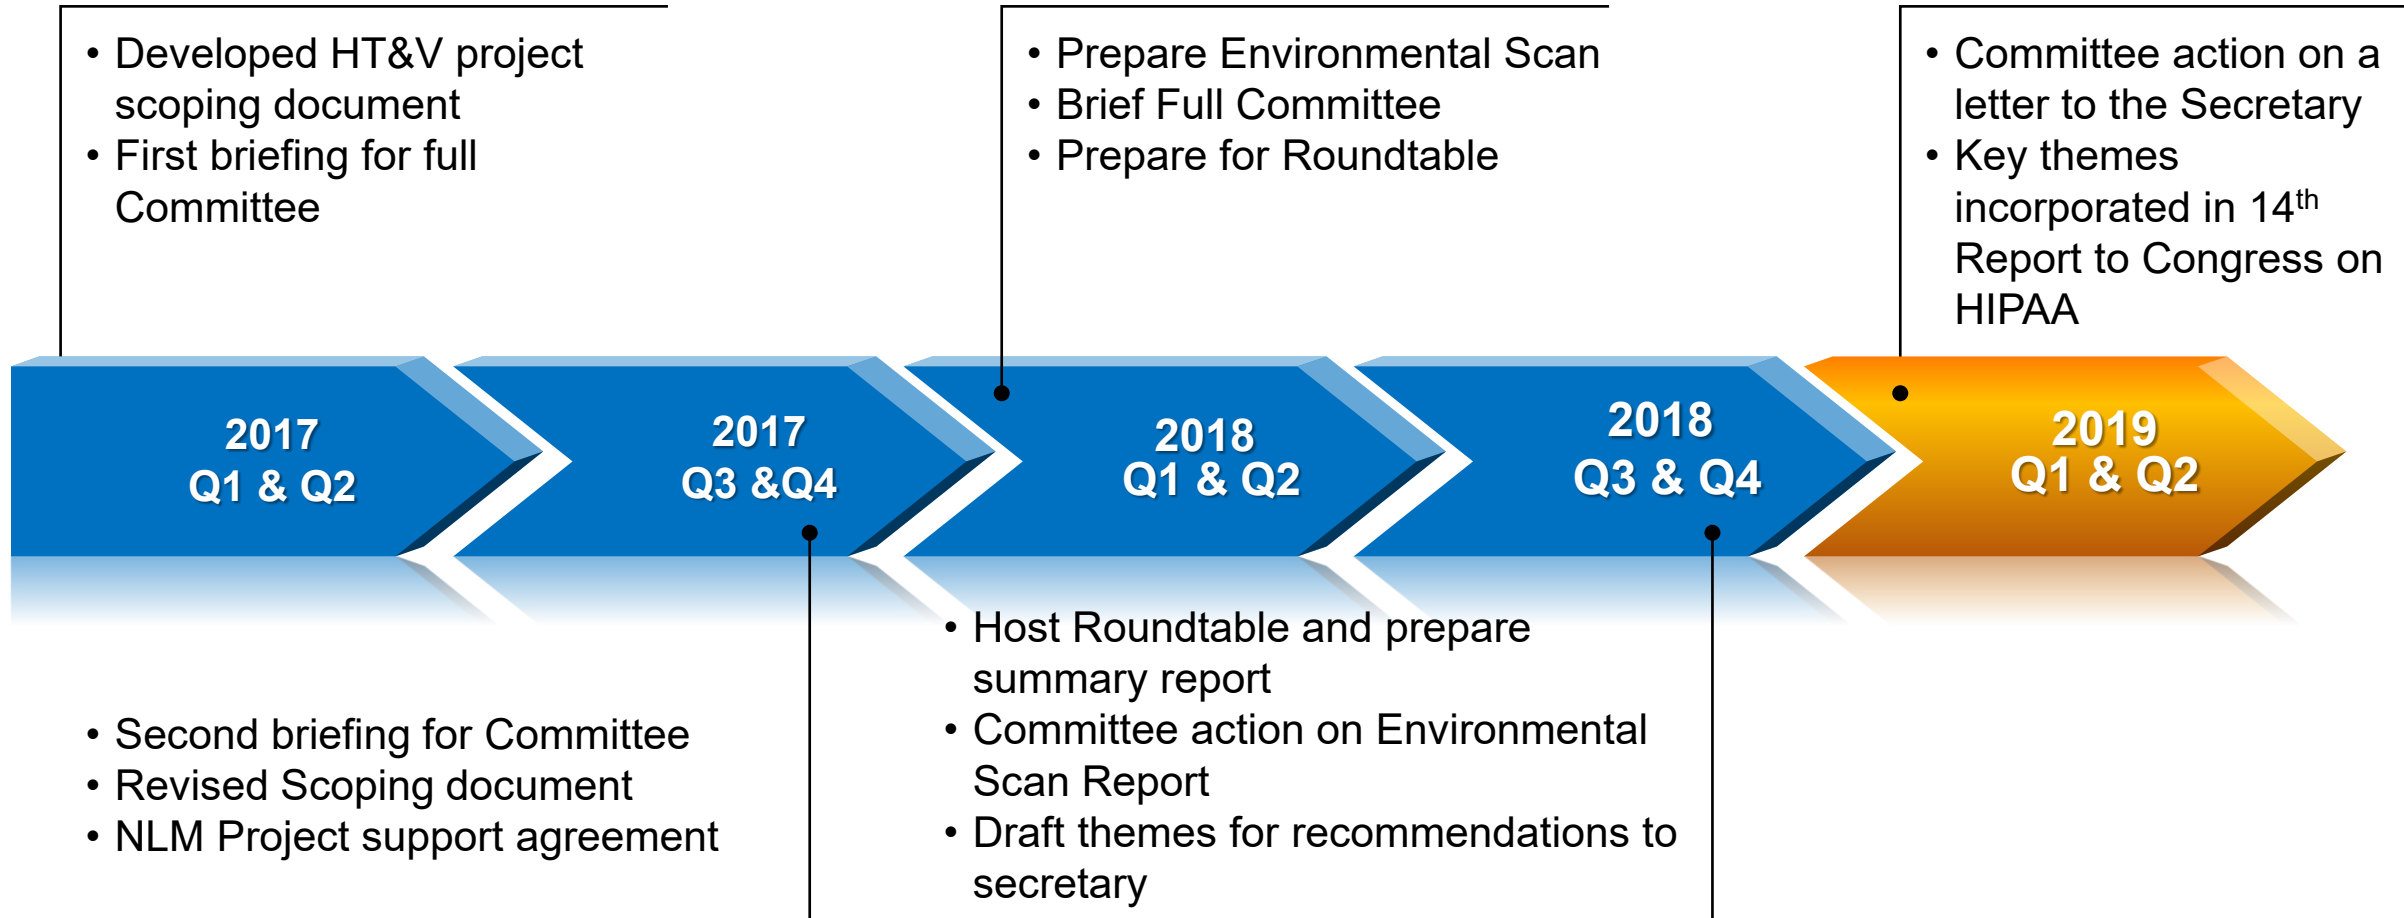 • Developed HT&V project
scoping document
• First briefing for full
Committee
• Prepare Environmental Scan
• Brief Full Committee
• Prepare for Roundtable
• Committee action on a
letter to the Secretary
• Key themes
incorporated in 14th
Report to Congress on
HIPAA
2017
Q1 & Q2
2017
Q3 &Q4
2018
Q1 & Q2
2018
Q3 & Q4
2019
Q1 & Q2
• Second briefing for Committee
• Revised Scoping document
• NLM Project support agreement
• Host Roundtable and prepare
summary report
• Committee action on Environmental
Scan Report
• Draft themes for recommendations to
secretary